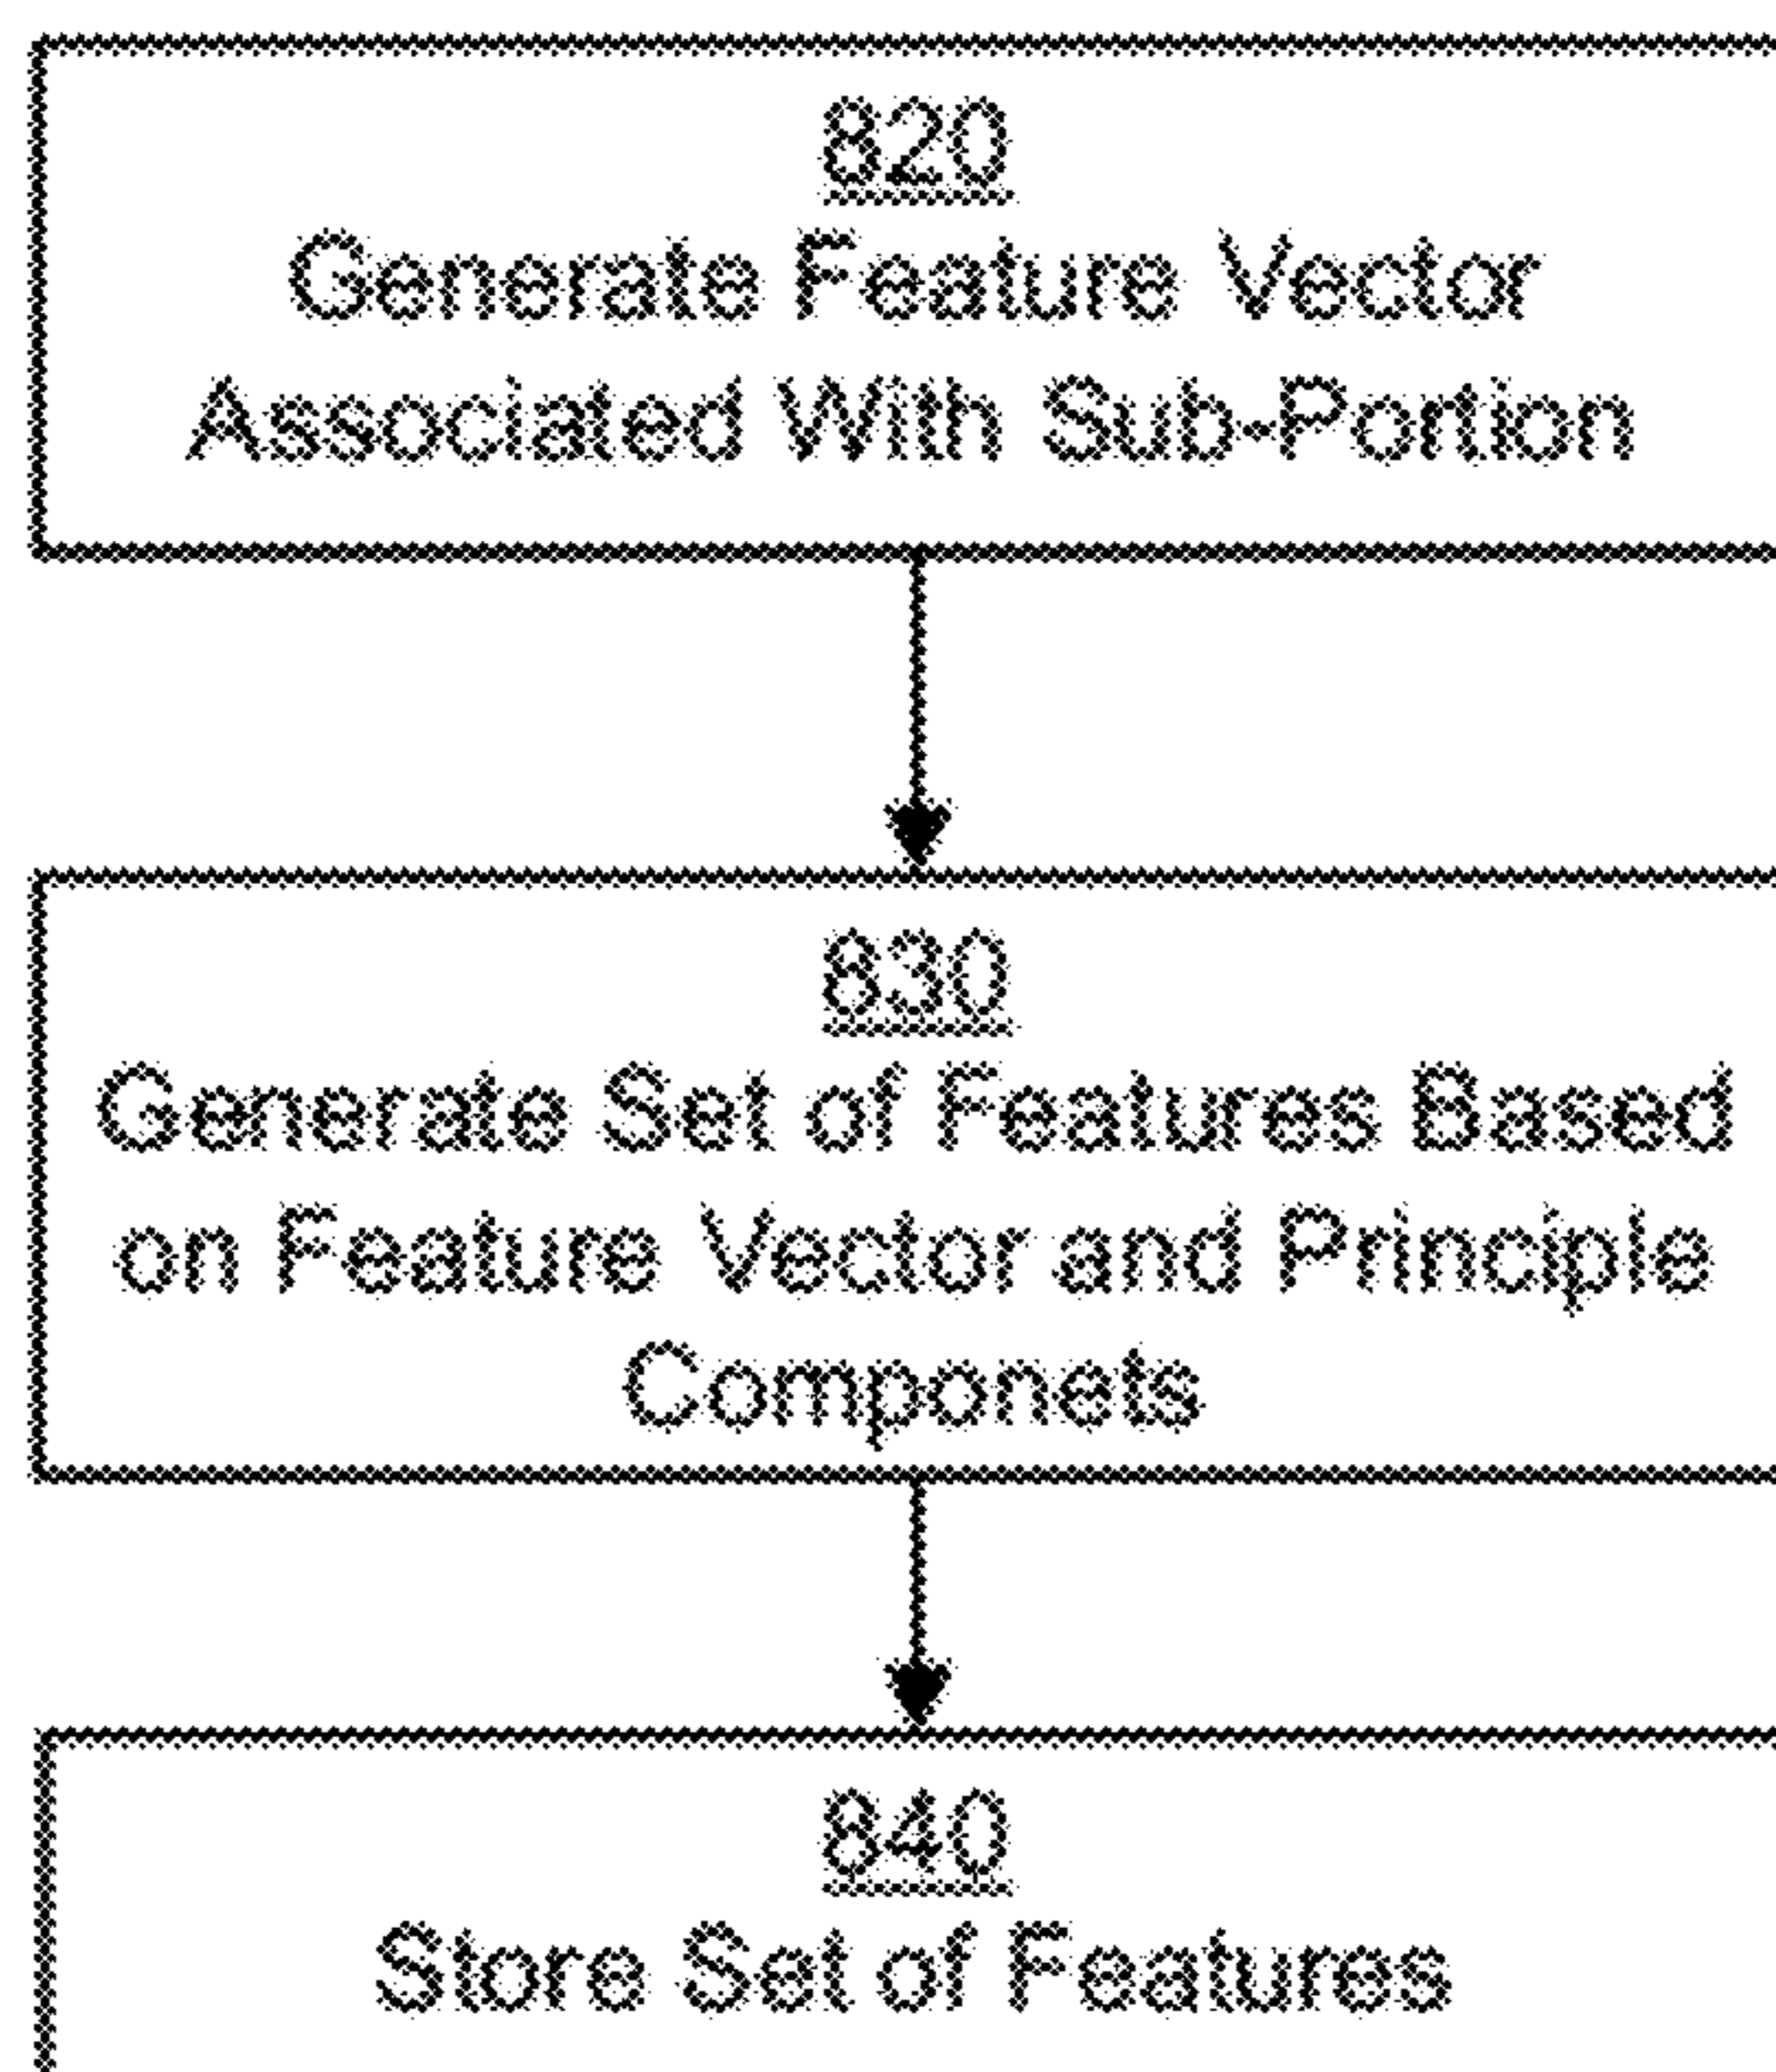 820
Generate Feature Vector
Associated With Sub-Portion
830
Generate Set of Features Based
on Feature Vector and Principle
Componets
840
Store Set of Features